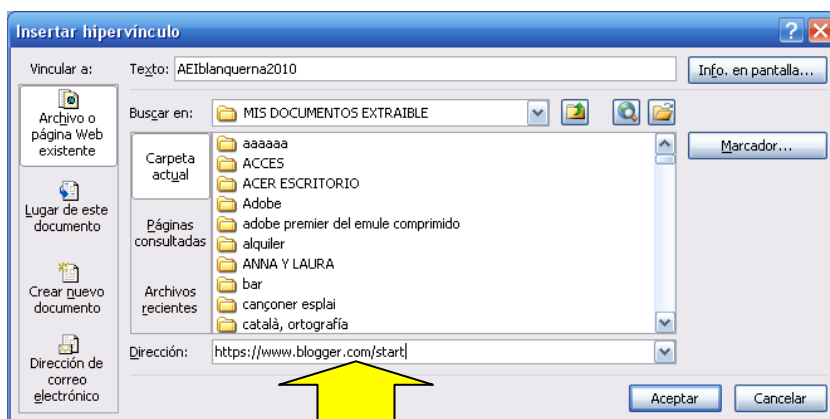 Insertar hipervínculo
Vincular a:
Texto: AEIblanquerna2010
Info. en pantalla...
Archivo o
página Web
existente
Buscar en: MIS DOCUMENTOS EXTRAIBLE
Marcador...
Carpeta
actual
Páginas
consultadas
Archivos
recientes
aaaaaa
ACCES
ACER ESCRITORIO
Adobe
adobe premier del emule comprimido
alquiler
ANNA Y LAURA
bar
cançoner esplai
català, ortografía
Lugar de este
documento
Crear nuevo
documento
Dirección de
correo
electrónico
Dirección: https://www.blogger.com/start
Aceptar
Cancelar